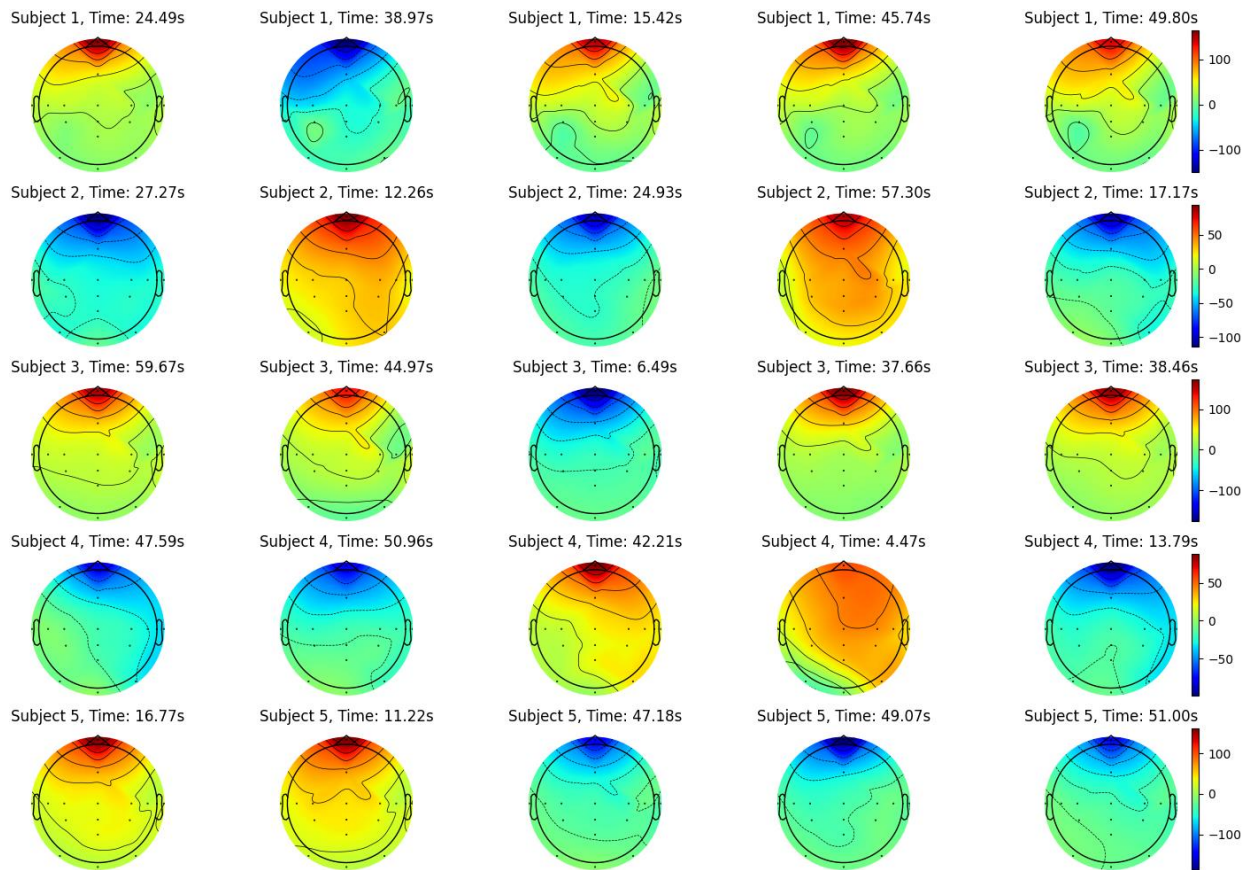 Subject 1, Time: 24.49s
Subject 1, Time: 38.97s
Subject 1, Time: 15.42s
Subject 1, Time: 45.74s
Subject 1, Time: 49.80s
100
0
−100
Subject 2, Time: 27.27s
Subject 2, Time: 12.26s
Subject 2, Time: 24.93s
Subject 2, Time: 57.30s
Subject 2, Time: 17.17s
50
0
−50
−100
Subject 3, Time: 59.67s
Subject 3, Time: 44.97s
Subject 3, Time: 6.49s
Subject 3, Time: 37.66s
Subject 3, Time: 38.46s
100
0
−100
Subject 4, Time: 47.59s
Subject 4, Time: 50.96s
Subject 4, Time: 42.21s
Subject 4, Time: 4.47s
Subject 4, Time: 13.79s
50
0
−50
Subject 5, Time: 16.77s
Subject 5, Time: 11.22s
Subject 5, Time: 47.18s
Subject 5, Time: 49.07s
Subject 5, Time: 51.00s
100
0
−100